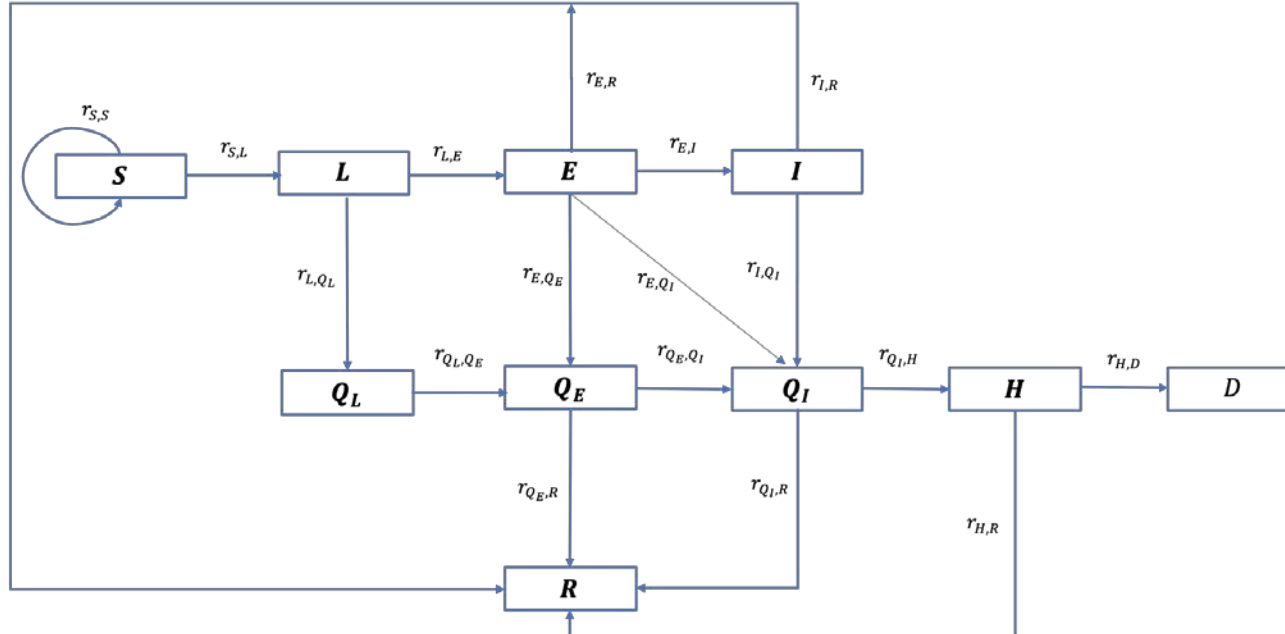 r_{E,R}
r_{I,R}
r_{S,S}
r_{S,L}
r_{L,E}
r_{E,I}
S
L
E
I
r_{L,Q_L}
r_{E,Q_E}
r_{E,Q_I}
r_{I,Q_I}
r_{Q_L,Q_E}
r_{Q_E,Q_I}
r_{Q_I,H}
r_{H,D}
Q_L
Q_E
Q_I
H
D
r_{Q_E,R}
r_{Q_I,R}
r_{H,R}
R